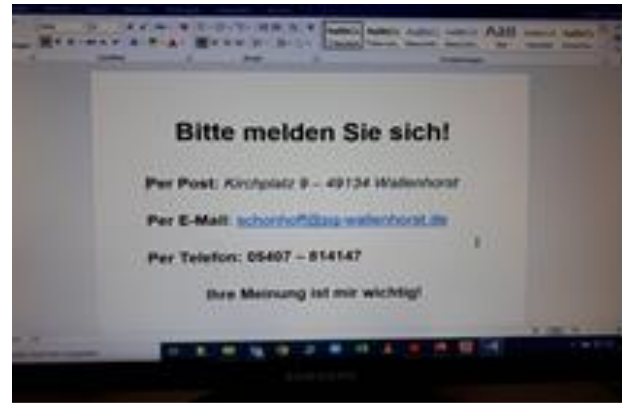 Bitte melden Sie sich!
Per Post: Kirchplatz 9 – 49134 Wallenhorst
Per E-Mail: schonhoff@pg-wallenhorst.de
Per Telefon: 05407 – 814147
Ihre Meinung ist mir wichtig!
SAMSUNG